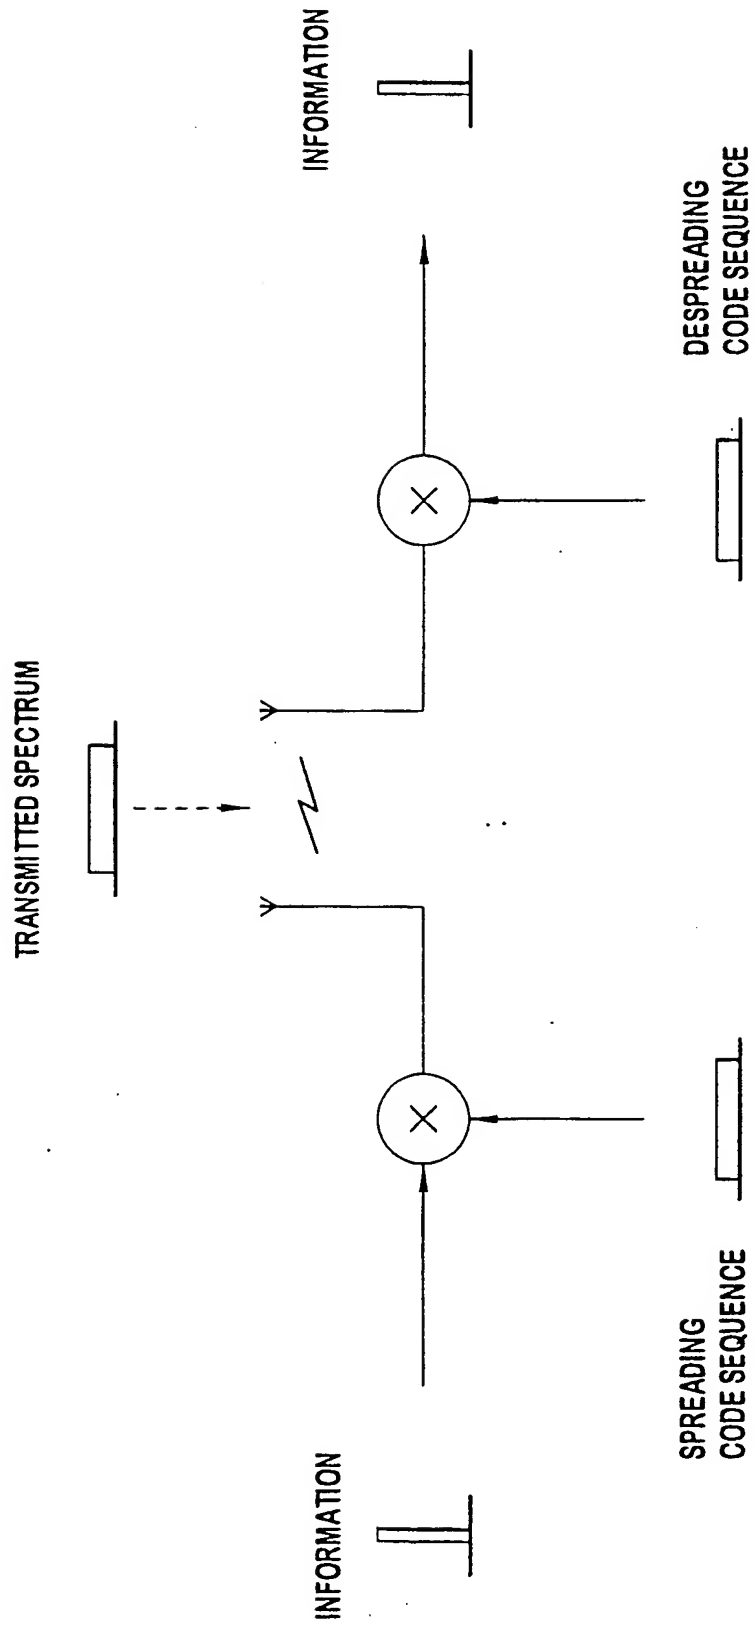 TRANSMITTED SPECTRUM
INFORMATION
INFORMATION
SPREADING
CODE SEQUENCE
DESPREADING
CODE SEQUENCE